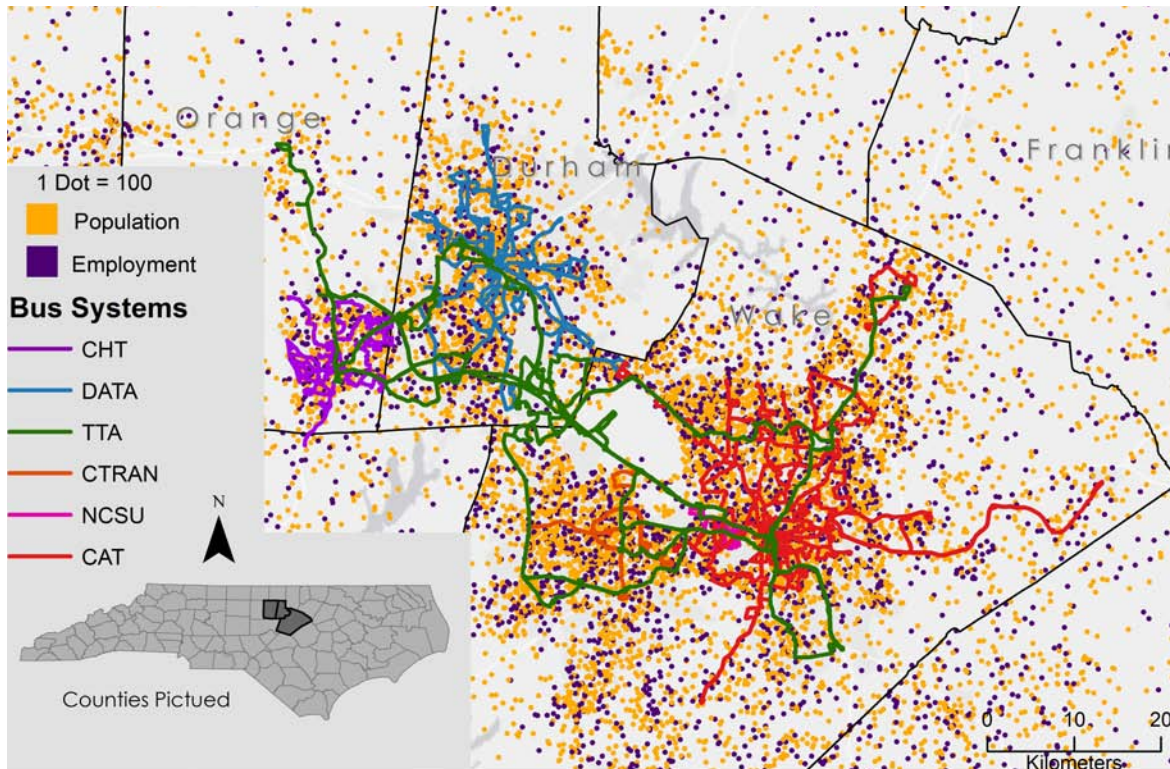 Orange
Durham
Franklin
1 Dot = 100
Population
Employment
Bus Systems
CHT
DATA
TTA
CTRAN
NCSU
CAT
Wake
N
Counties Pictued
0 10 20
Kilometers